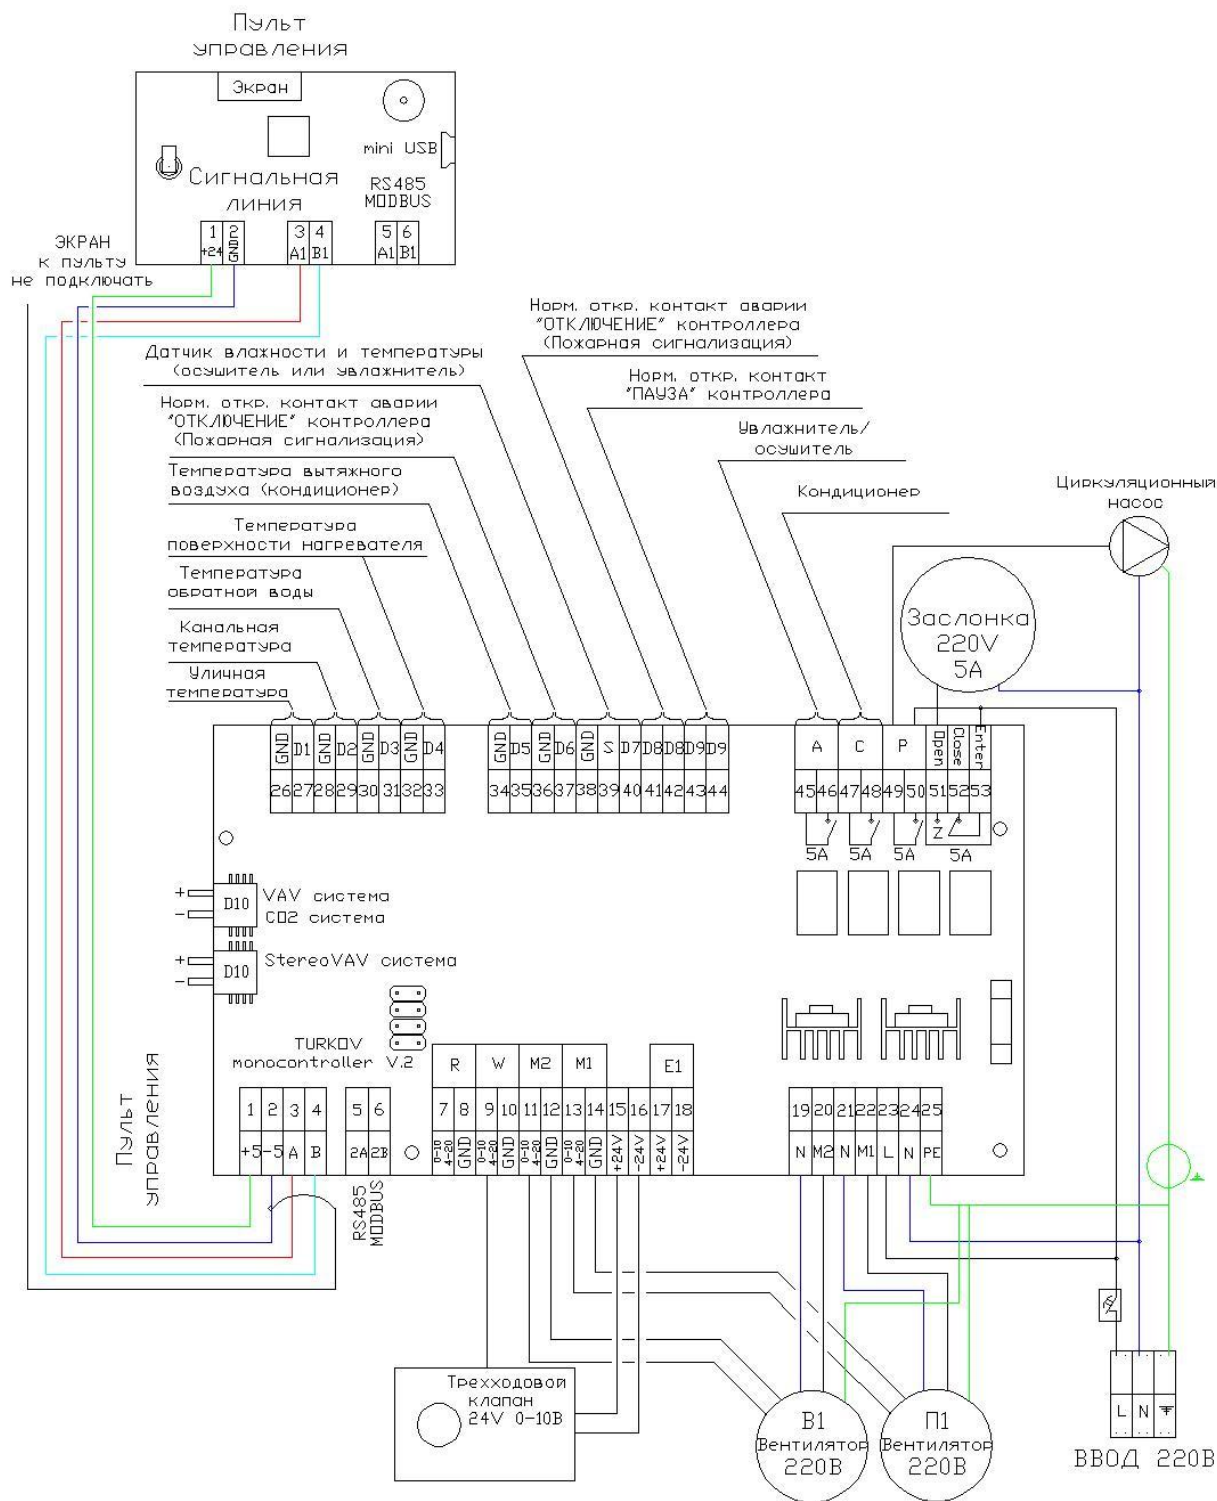 Пульт
управления
Экран
mini USB
Сигнальная
линия
RS485
MODBUS
1 2 3 4 5 6
+24 GND A1 B1 A1 B1
ЭКРАН
к пульту
не подключать
Норм. откр. контакт аварии
"ОТКЛЮЧЕНИЕ" контроллера
(Пожарная сигнализация)
Датчик влажности и температуры
(осушитель или увлажнитель)
Норм. откр. контакт
"ПАУЗА" контроллера
Норм. откр. контакт аварии
"ОТКЛЮЧЕНИЕ" контроллера
(Пожарная сигнализация)
Увлажнитель/
осушитель
Температура вытяжного
воздуха (кондиционер)
Кондиционер
Циркуляционный
насос
Температура
поверхности нагревателя
Температура
обратной воды
Канальная
температура
Уличная
температура
Заслонка
220V
5A
GND D1 GND D2 GND D3 GND D4
26 27 28 29 30 31 32 33
GND D5 GND D6 GND S D7 D8 D8 D9 D9
34 35 36 37 38 39 40 41 42 43 44
A C P Open Close Enter
45 46 47 48 49 50 51 52 53
Z
5A 5A 5A 5A
+
-
D10
VAV система
CO2 система
+
-
D10
StereoVAV система
TURKOV
monocontroller V.2
Пульт
управления
1 2 3 4 5 6
+5 -5 A B 2A 2B
RS485
MODBUS
R W M2 M1 E1
7 8 9 10 11 12 13 14 15 16 17 18
0-10 4-20 GND 0-10 4-20 GND 0-10 4-20 GND 0-10 4-20 GND +24V -24V +24V -24V
19 20 21 22 23 24 25
N M2 N M1 L N PE
Трехходовой
клапан
24V 0-10В
В1
Вентилятор
220В
П1
Вентилятор
220В
L N
ВВОД 220В